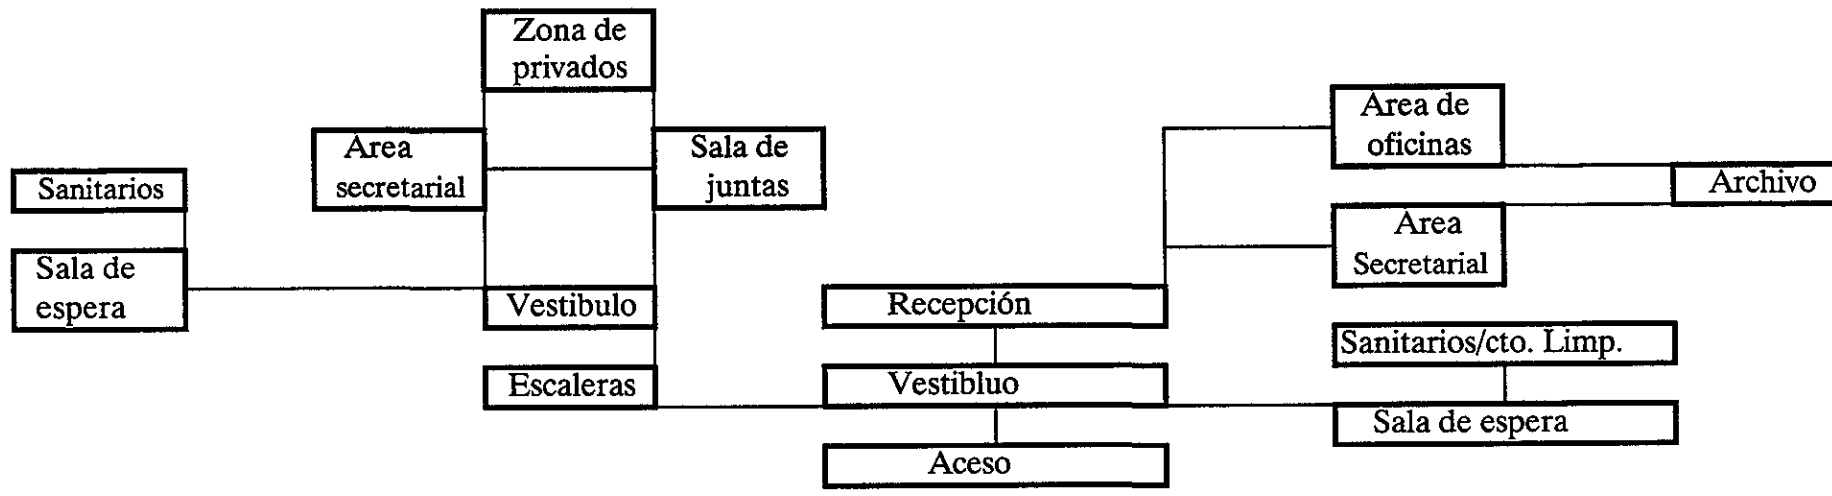 Zona de
privados
Area
secretarial
Sala de
juntas
Area de
oficinas
Sanitarios
Archivo
Area
Secretarial
Sala de
espera
Vestibulo
Recepción
Sanitarios/cto. Limp.
Escaleras
Vestibluo
Sala de espera
Aceso